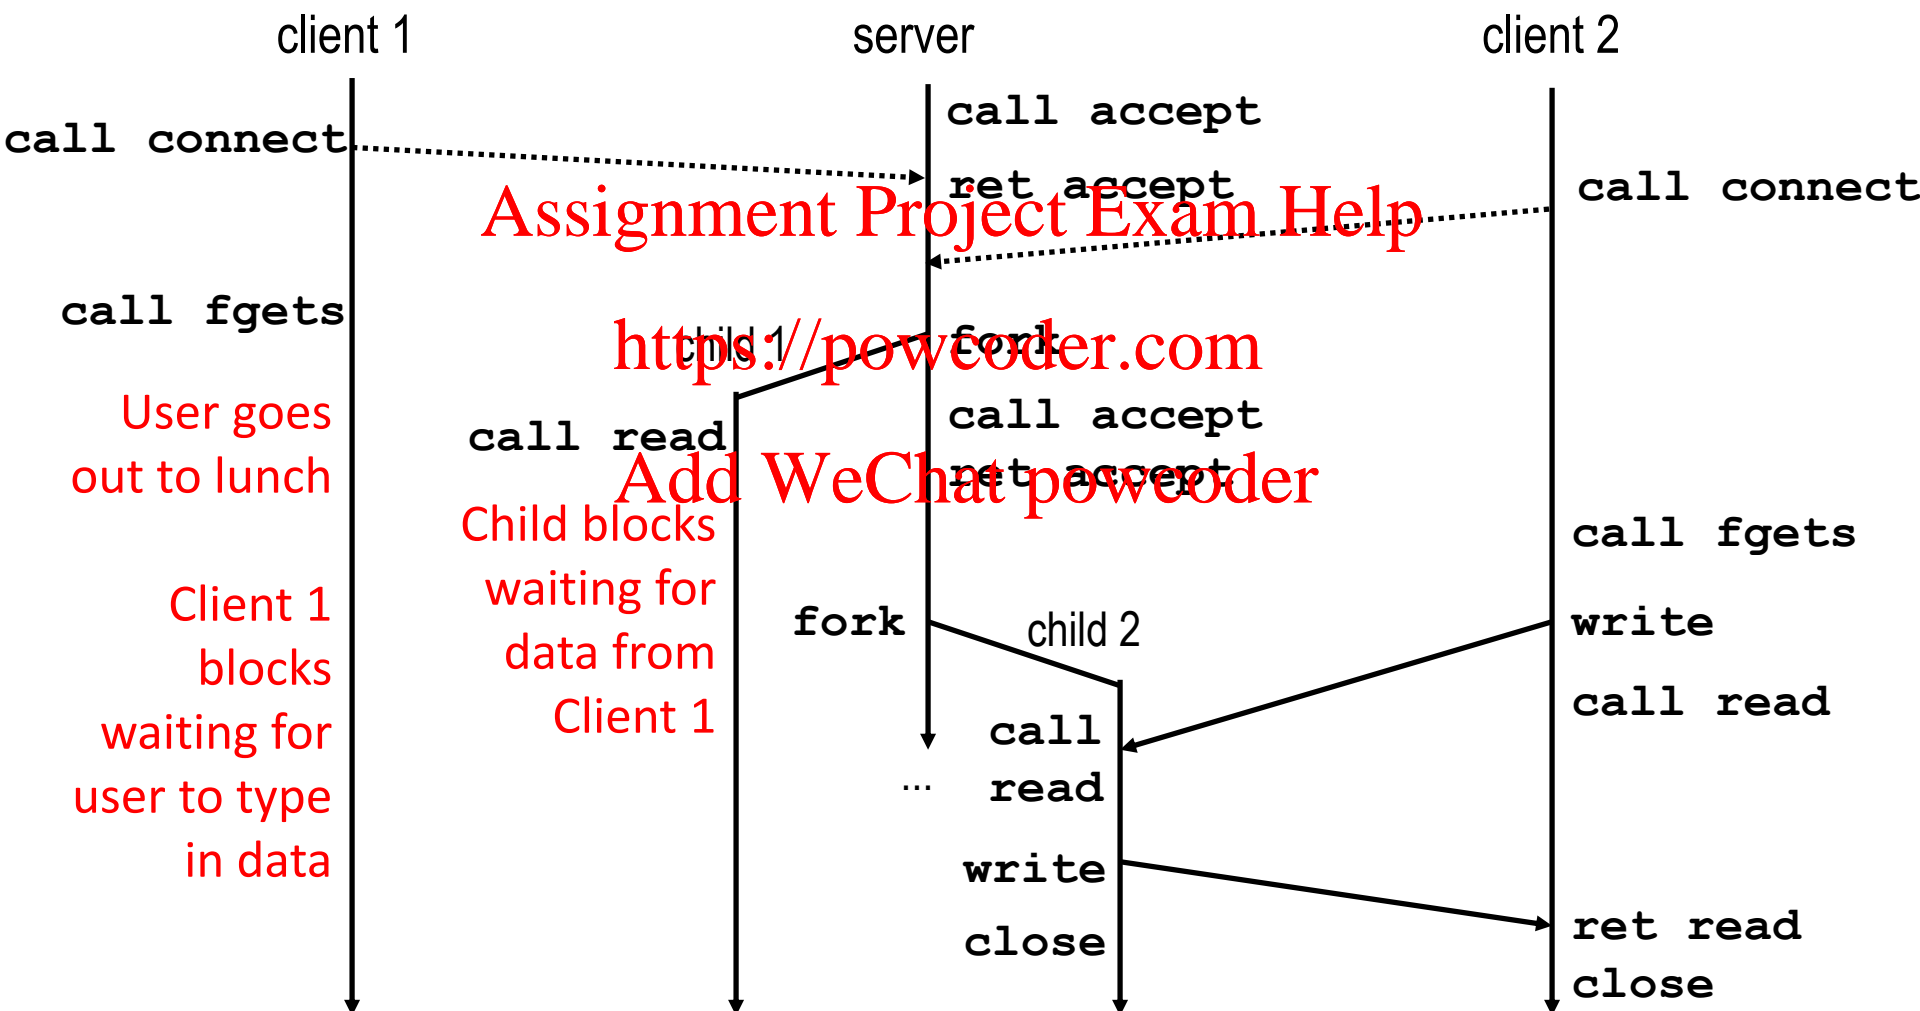 client 1
server
client 2
call connect
call accept
ret accept
call connect
Assignment Project Exam Help
call fgets
child 1
fork
https://powcoder.com
User goes
out to lunch
call read
call accept
ret accept
Add WeChat powcoder
Child blocks
waiting for
data from
Client 1
call fgets
Client 1
blocks
waiting for
user to type
in data
fork
child 2
write
call read
call
read
...
write
close
ret read
close